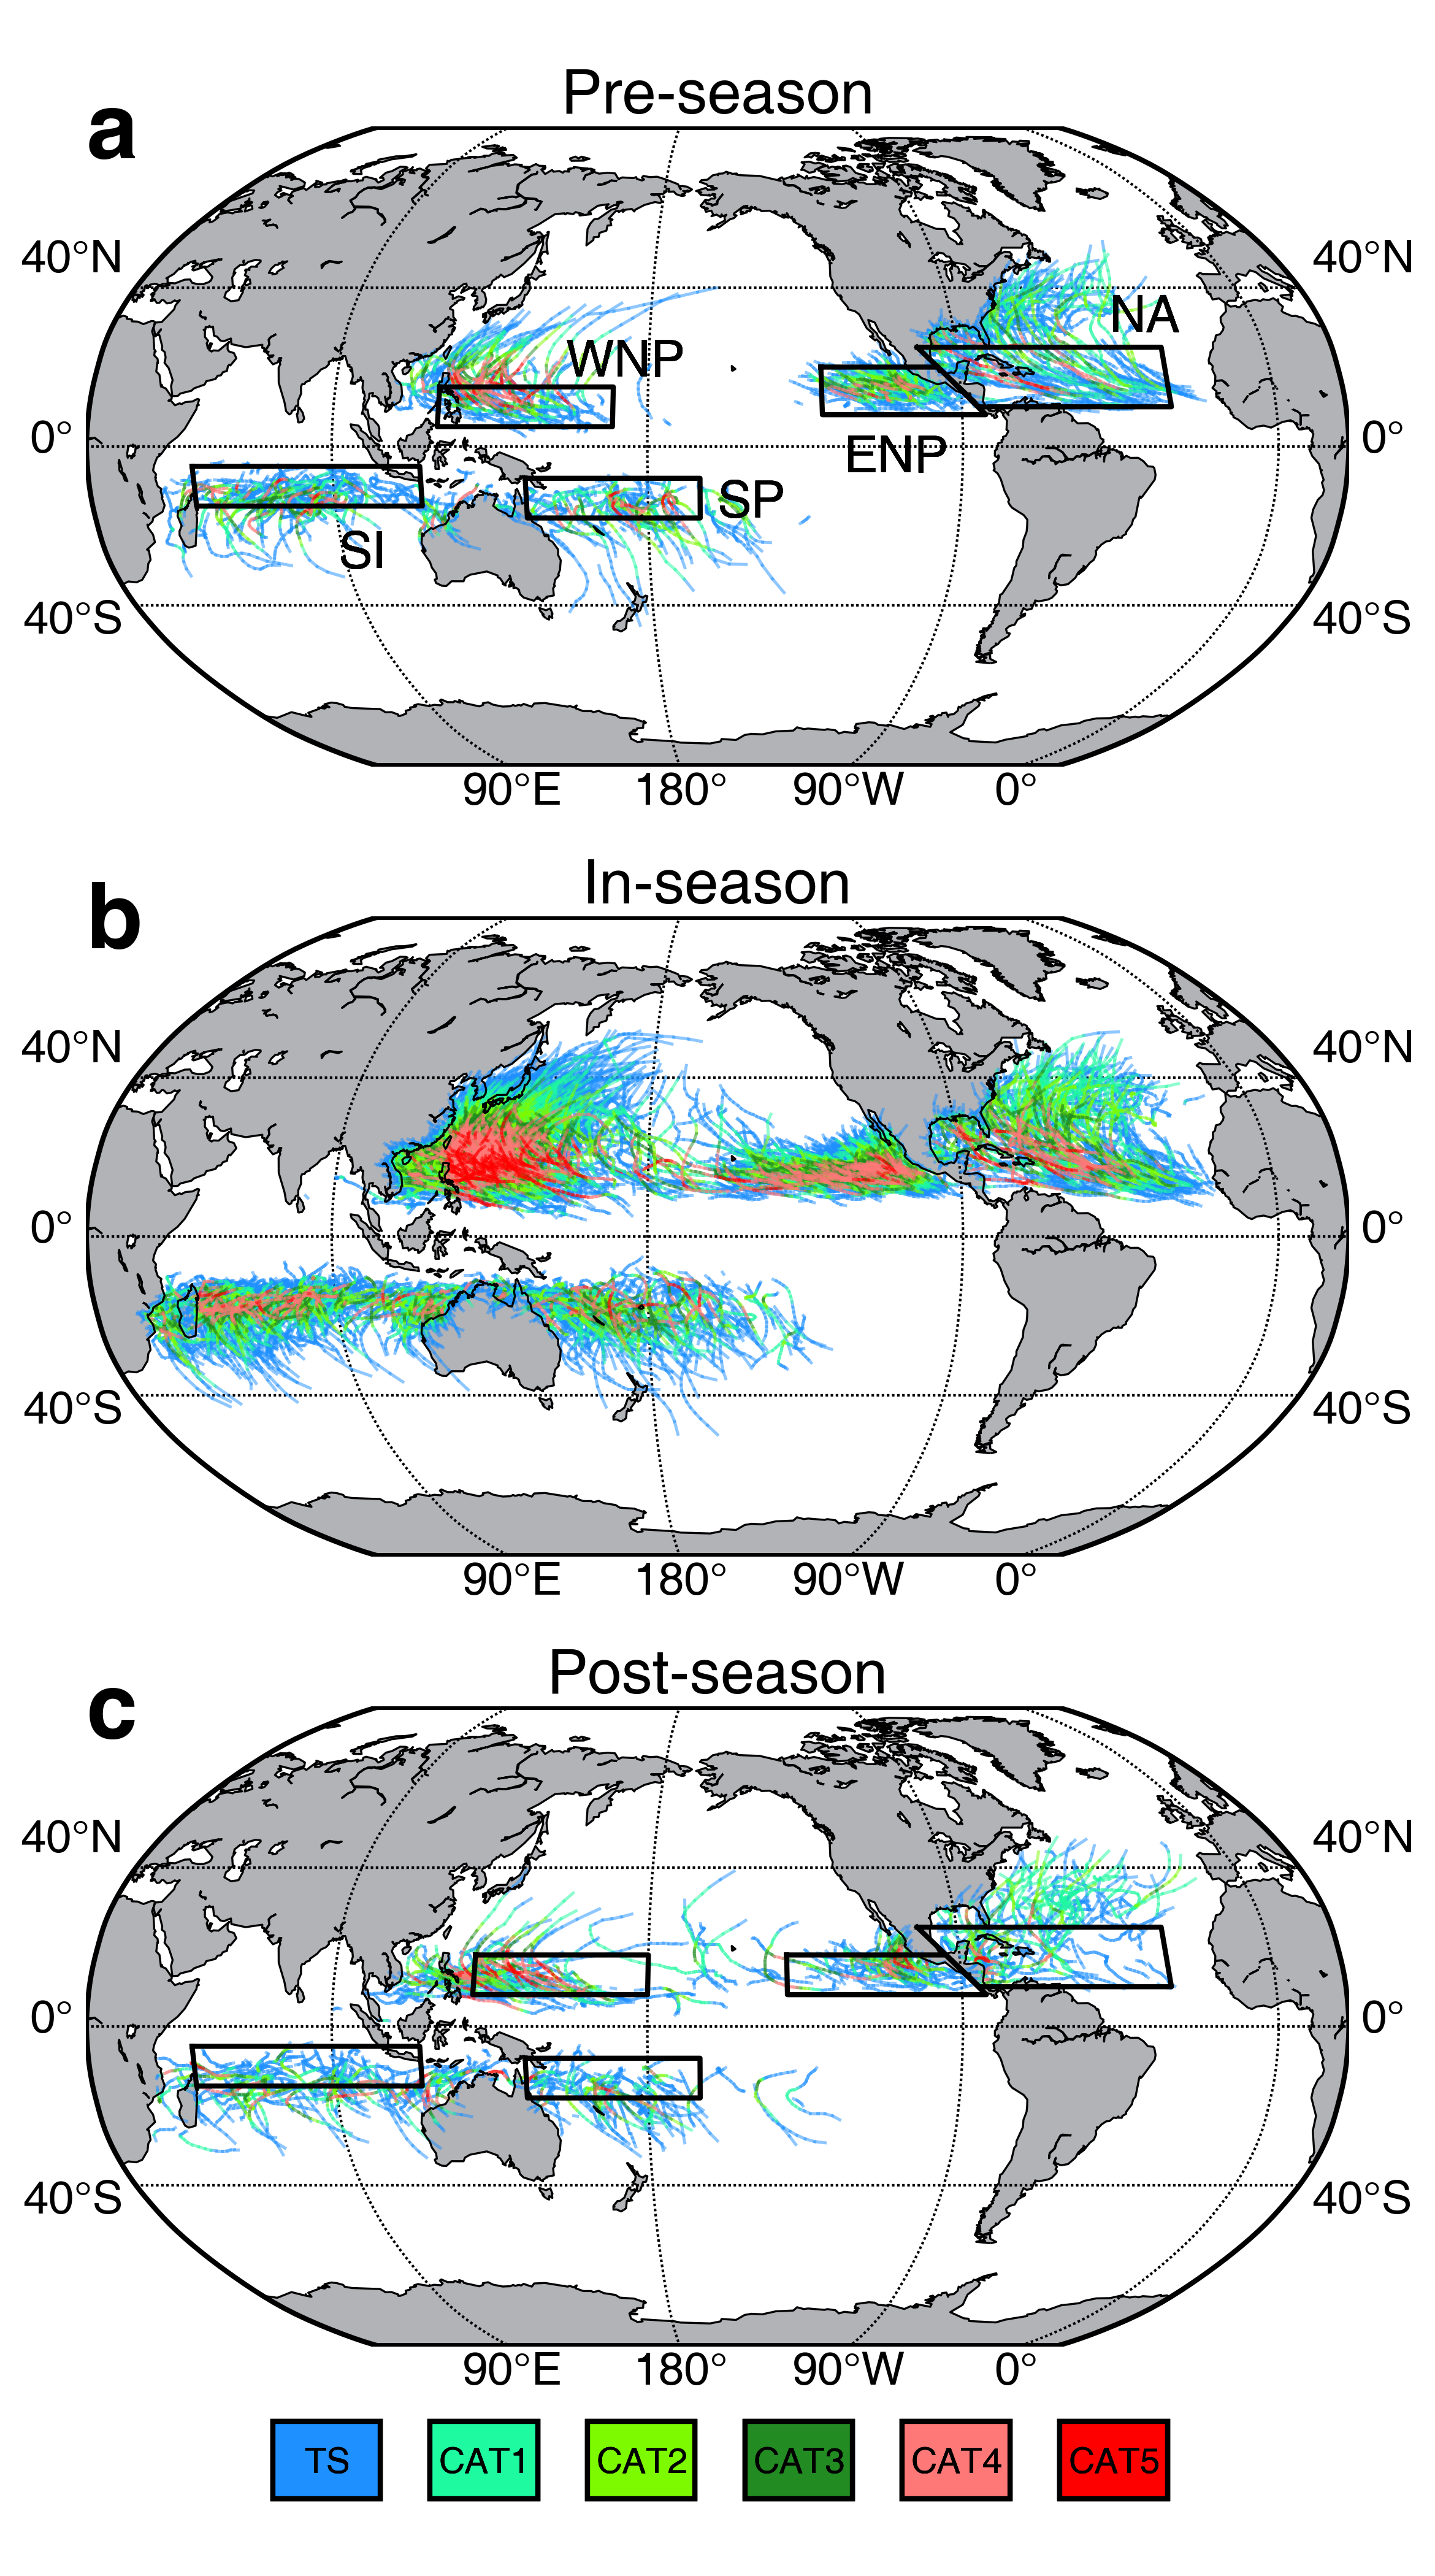 Pre-season
a
40°N 40°N
NA
WNP
0° 0°
ENP
SP
SI
40°S 40°S
90°E 180° 90°W 0°
In-season
b
40°N 40°N
0° 0°
40°S 40°S
90°E 180° 90°W 0°
Post-season
c
40°N 40°N
0° 0°
40°S 40°S
90°E 180° 90°W 0°
TS CAT1 CAT2 CAT3 CAT4 CAT5